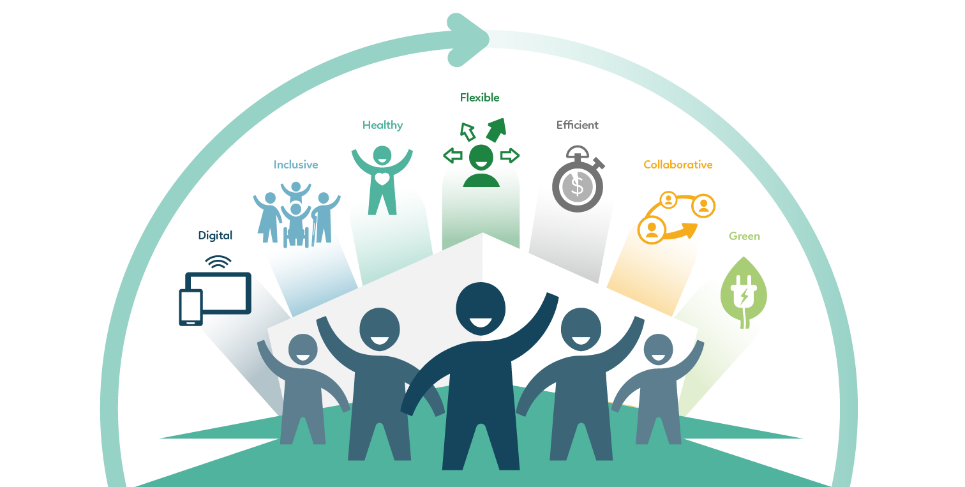 Flexible
Healthy
Efficient
Inclusive
Collaborative
Digital
Green
$